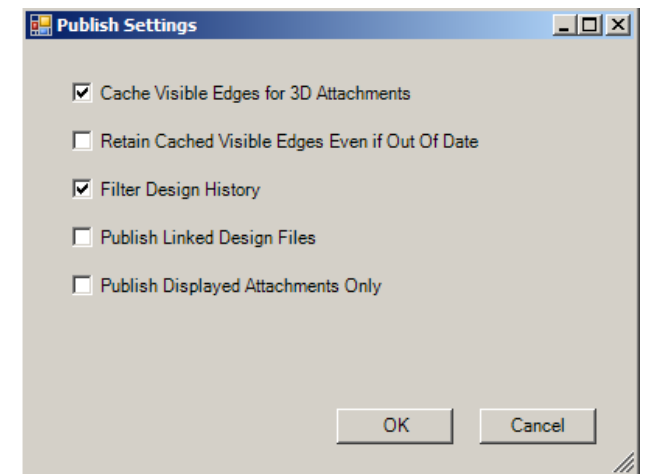 Publish Settings
Cache Visible Edges for 3D Attachments
Retain Cached Visible Edges Even if Out Of Date
Filter Design History
Publish Linked Design Files
Publish Displayed Attachments Only
OK Cancel